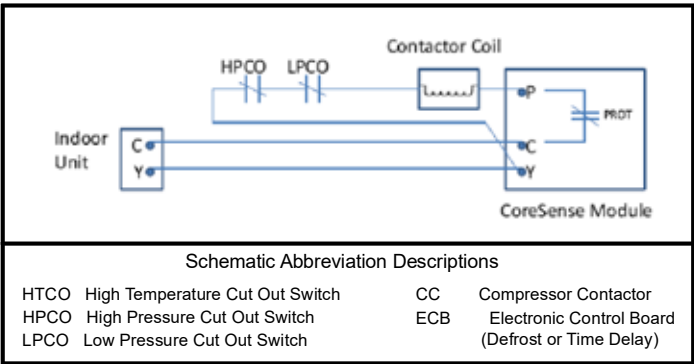 Contactor Coil
HPCO LPCO
P
PROT
Indoor
Unit
C
Y
C
Y
CoreSense Module
Schematic Abbreviation Descriptions
HTCO High Temperature Cut Out Switch
HPCO High Pressure Cut Out Switch
LPCO Low Pressure Cut Out Switch
CC Compressor Contactor
ECB Electronic Control Board
(Defrost or Time Delay)